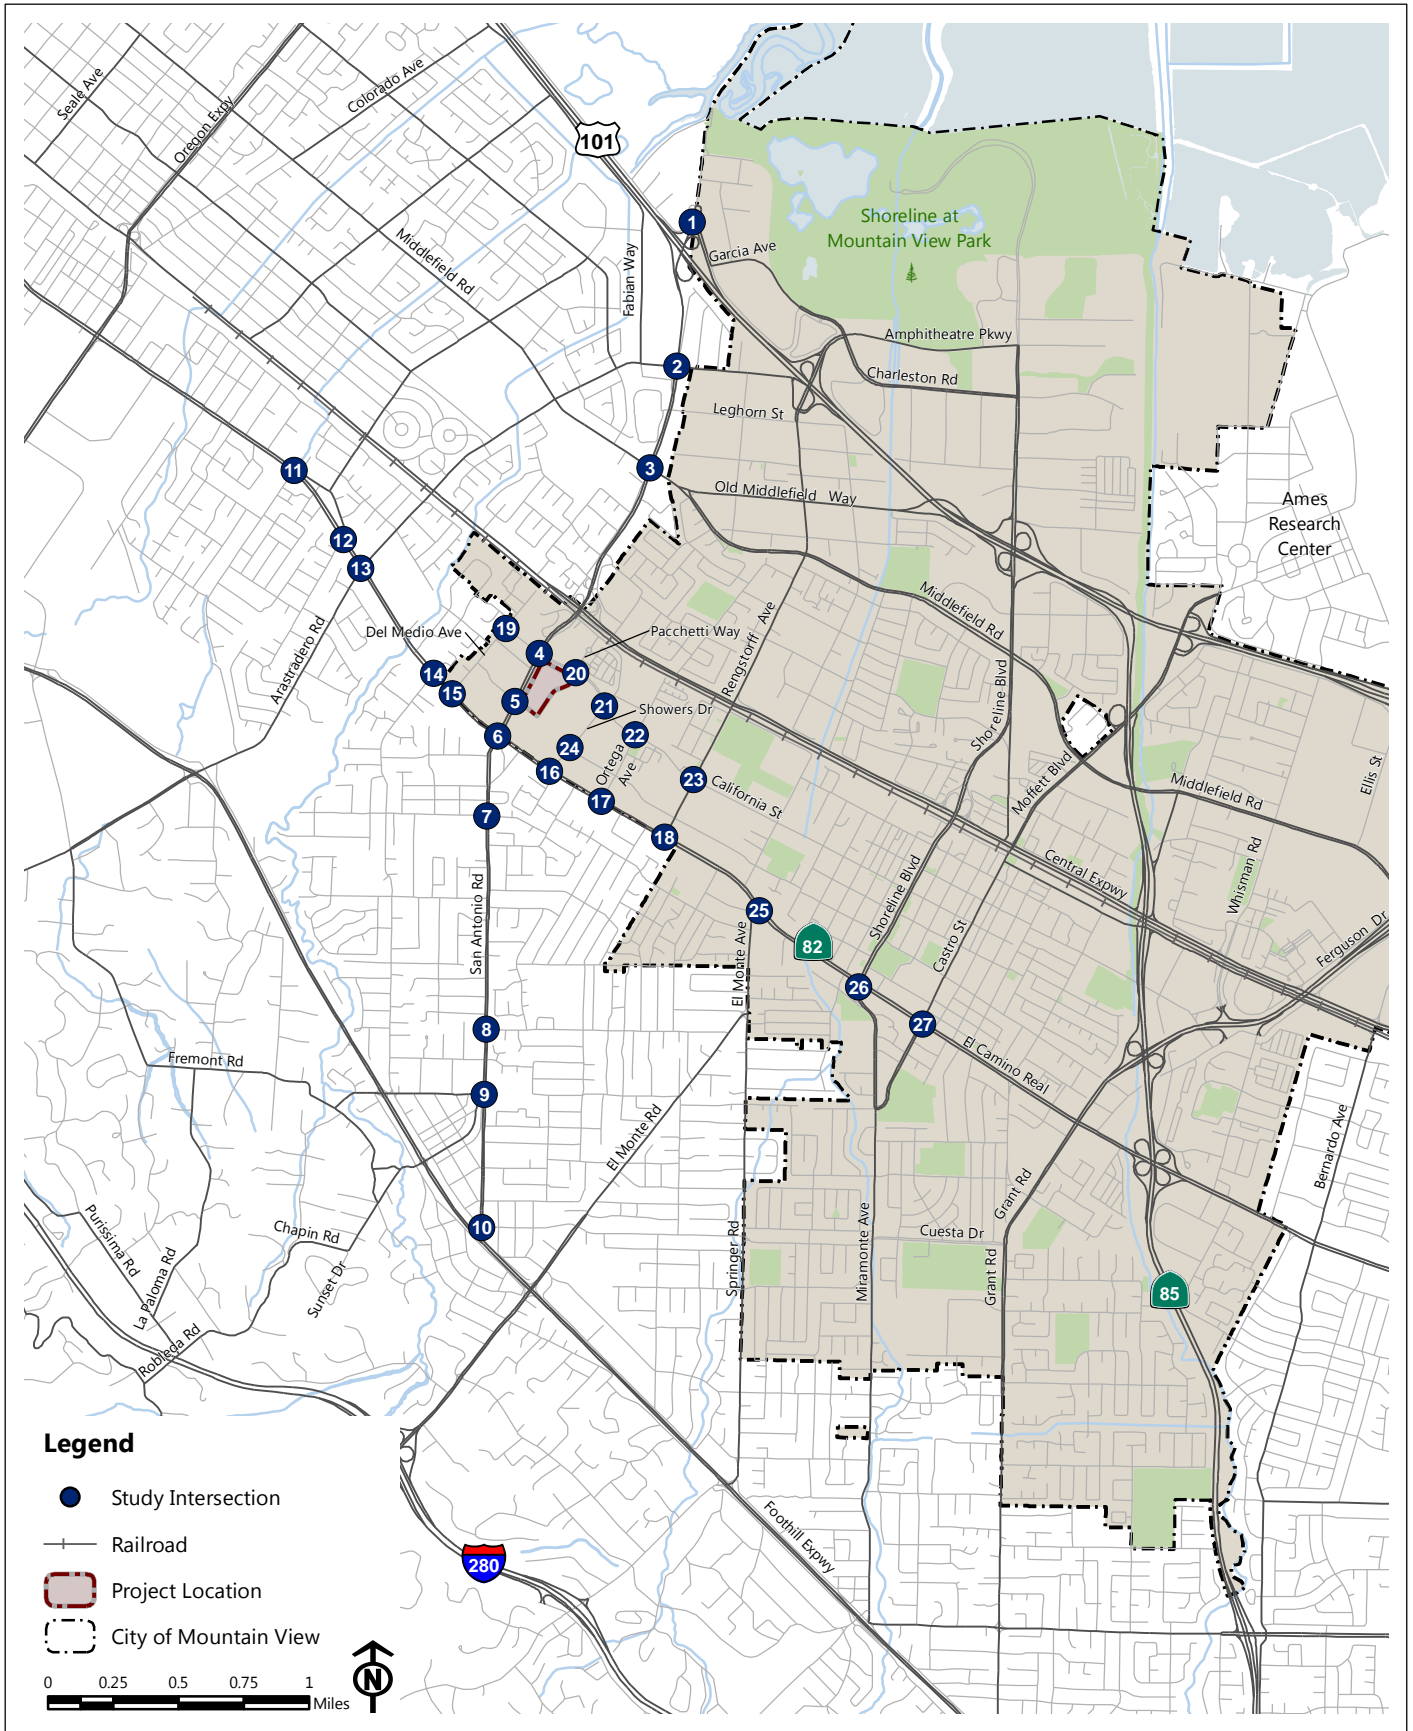 Seale Ave
Oregon Expy
Colorado Ave
101
Middlefield Rd
Fabian Way
1
Garcia Ave
Shoreline at
Mountain View Park
Amphitheatre Pkwy
2
Charleston Rd
Leghorn St
3
Old Middlefield Way
11
12
13
Ames
Research
Center
Arastradero Rd
Del Medio Ave
19
4
Pacchetti Way
20
14
15
5
21
Showers Dr
6
24
22
Ortega
Ave
16
17
23
California St
Rengstorff Ave
Middlefield Rd
Shoreline Blvd
Moffett Blvd
Middlefield Rd
Ellis St
7
18
Central Expwy
Whisman Rd
San Antonio Rd
25
82
El Monte Ave
Shoreline Blvd
Castro St
Ferguson Dr
26
27
El Camino Real
8
9
Fremont Rd
El Monte Rd
Bernardo Ave
10
Purissima Rd
La Paloma Rd
Chapin Rd
Sunset Dr
Robleda Rd
Springer Rd
Miramonte Ave
Cuesta Dr
Grant Rd
Grant Rd
85
Foothill Expwy
280
Legend
Study Intersection
Railroad
Project Location
City of Mountain View
0 0.25 0.5 0.75 1
Miles
N